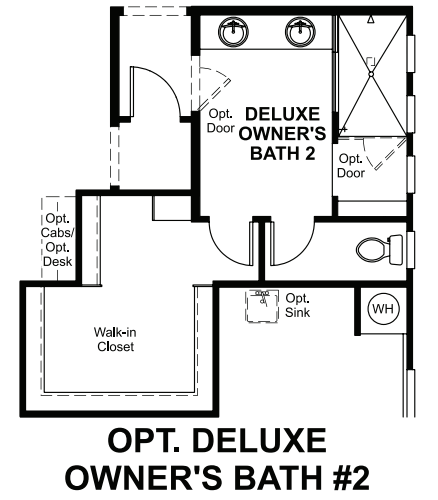 Opt.
Door
DELUXE
OWNER'S
BATH 2
Opt.
Door
Opt.
Cabs/
Opt.
Desk
Opt.
Sink
WH
Walk-in
Closet
OPT. DELUXE
OWNER'S BATH #2